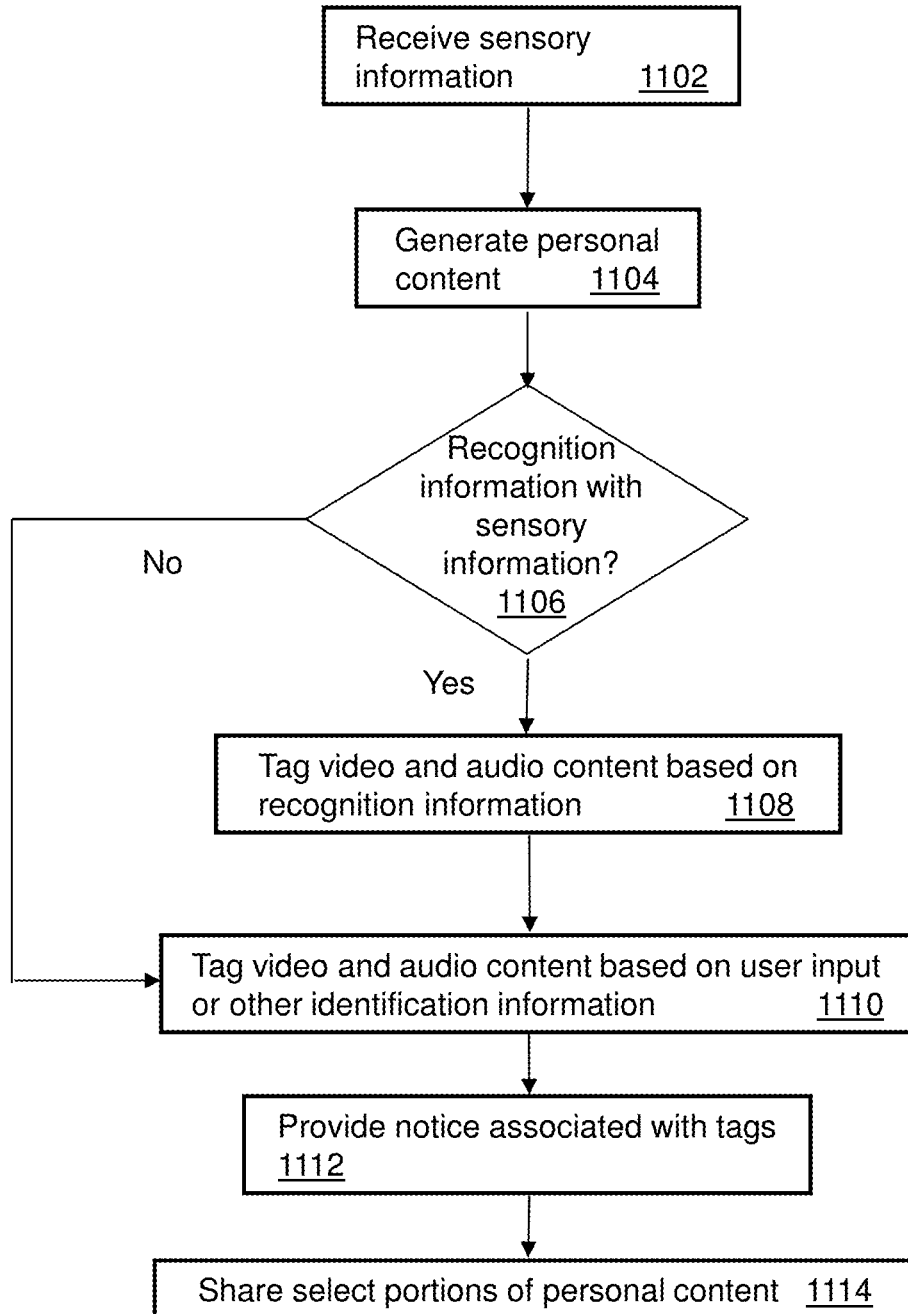 Receive sensory
information 1102
Generate personal
content 1104
Recognition
information with
sensory
information?
1106
No
Yes
Tag video and audio content based on
recognition information 1108
Tag video and audio content based on user input
or other identification information 1110
Provide notice associated with tags
1112
Share select portions of personal content 1114